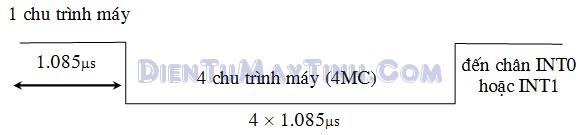 1 chu trình máy
1.085µs
4 chu trình máy (4MC)
4 × 1.085µs
đến chân INT0
hoặc INT1
DienTuMayTinh.Com